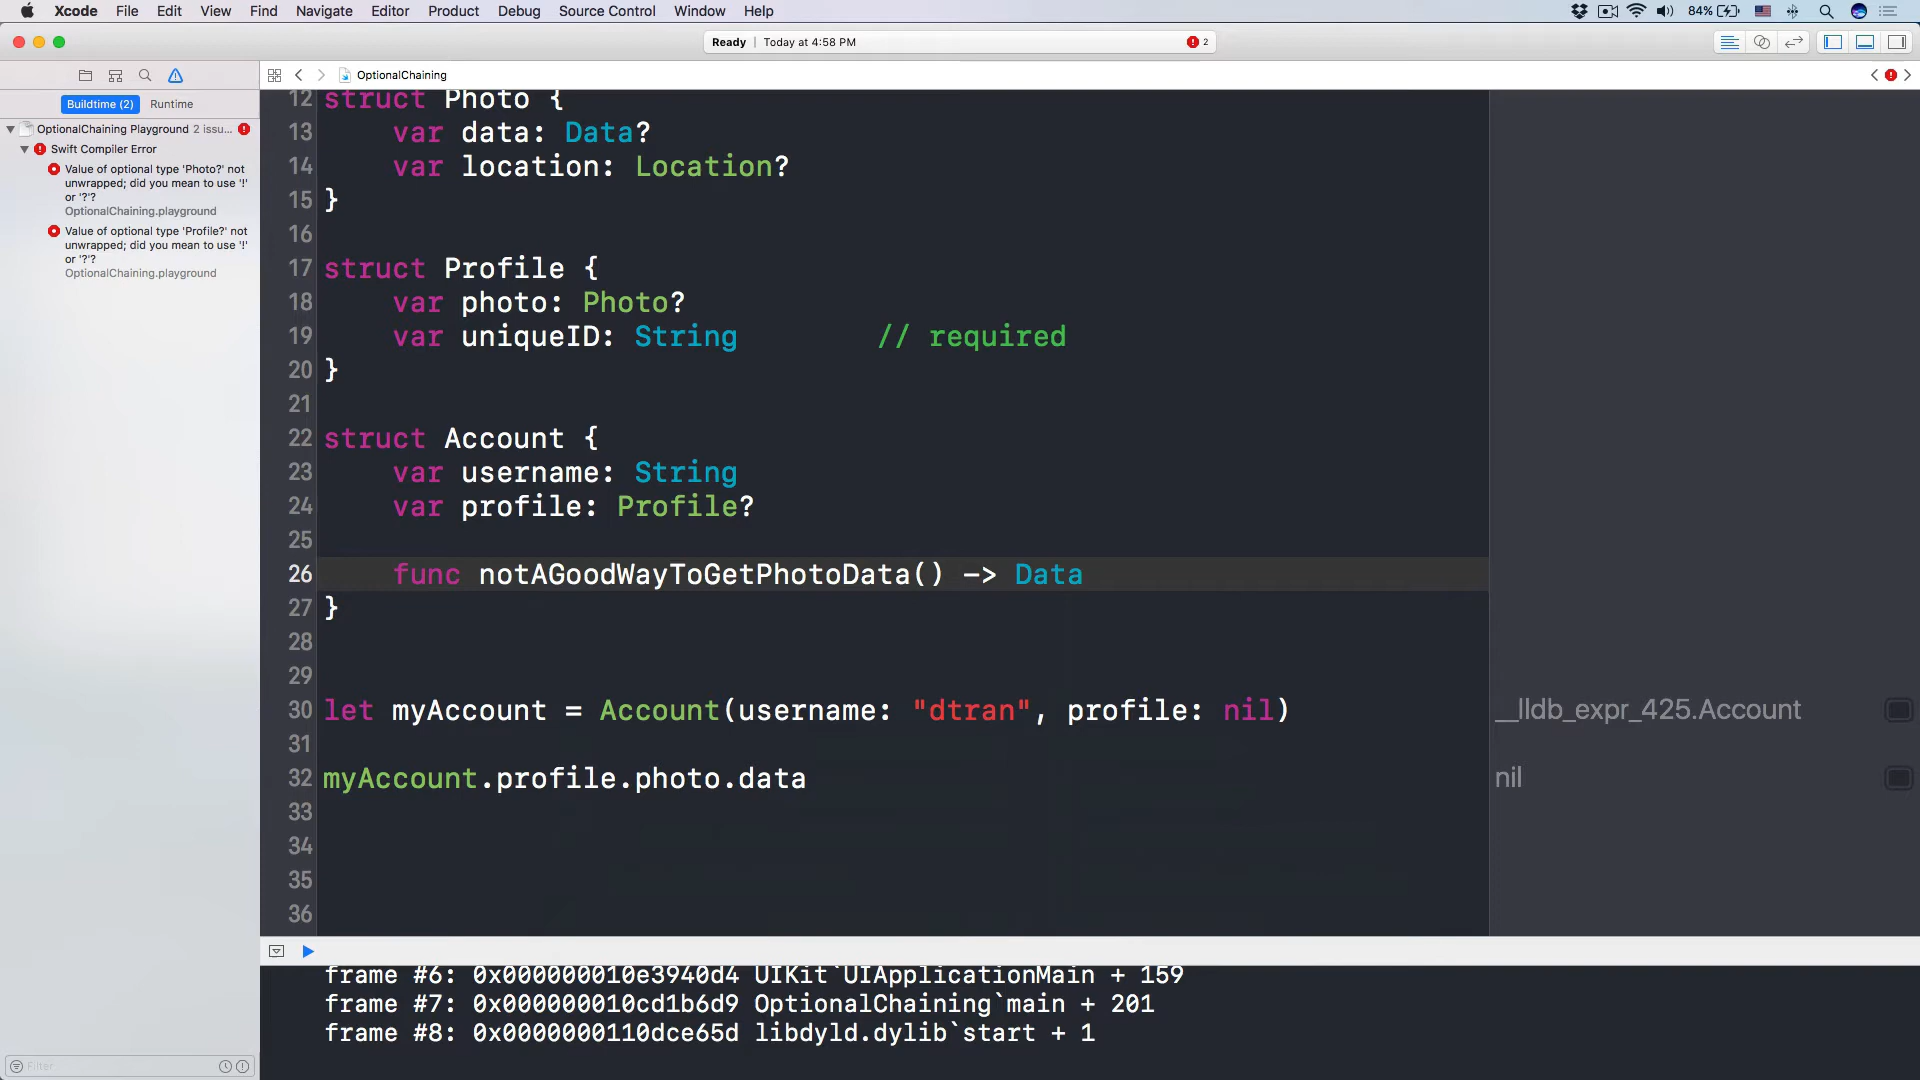 Xcode File Edit View Find Navigate Editor Product Debug Source Control Window Help 84%
Ready | Today at 4:58 PM 2
OptionalChaining
Buildtime (2) Runtime
OptionalChaining Playground 2 issu...
Swift Compiler Error
Value of optional type 'Photo?' not
unwrapped; did you mean to use '!'
or '?'?
OptionalChaining.playground
Value of optional type 'Profile?' not
unwrapped; did you mean to use '!'
or '?'?
OptionalChaining.playground
Filter
12 struct Photo {
13 var data: Data?
14 var location: Location?
15 }
16
17 struct Profile {
18 var photo: Photo?
19 var uniqueID: String // required
20 }
21
22 struct Account {
23 var username: String
24 var profile: Profile?
25
26 func notAGoodWayToGetPhotoData() -> Data
27 }
28
29
30 let myAccount = Account(username: "dtran", profile: nil) __lldb_expr_425.Account
31
32 myAccount.profile.photo.data nil
33
34
35
36
frame #6: 0x000000010e3940d4 UIKit`UIApplicationMain + 159
frame #7: 0x000000010cd1b6d9 OptionalChaining`main + 201
frame #8: 0x0000000110dce65d libdyld.dylib`start + 1